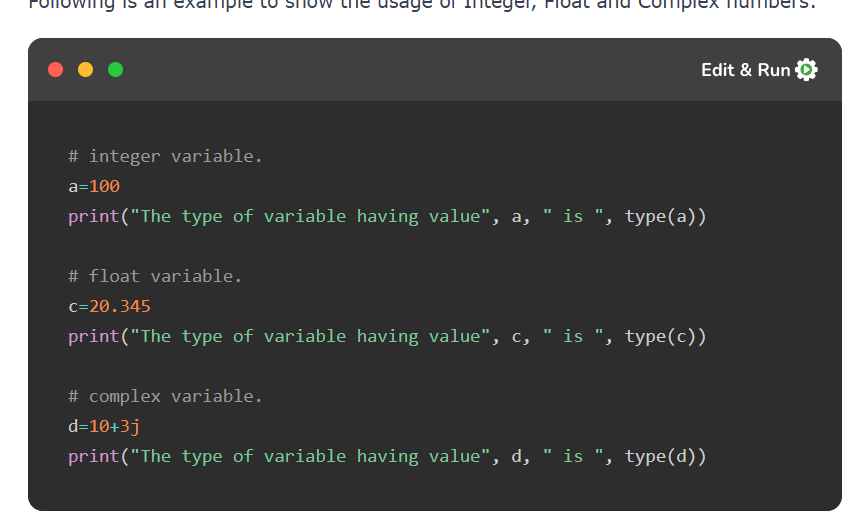 Following is an example to show the usage of Integer, Float and Complex numbers:
Edit & Run
# integer variable.
a=100
print("The type of variable having value", a, " is ", type(a))
# float variable.
c=20.345
print("The type of variable having value", c, " is ", type(c))
# complex variable.
d=10+3j
print("The type of variable having value", d, " is ", type(d))